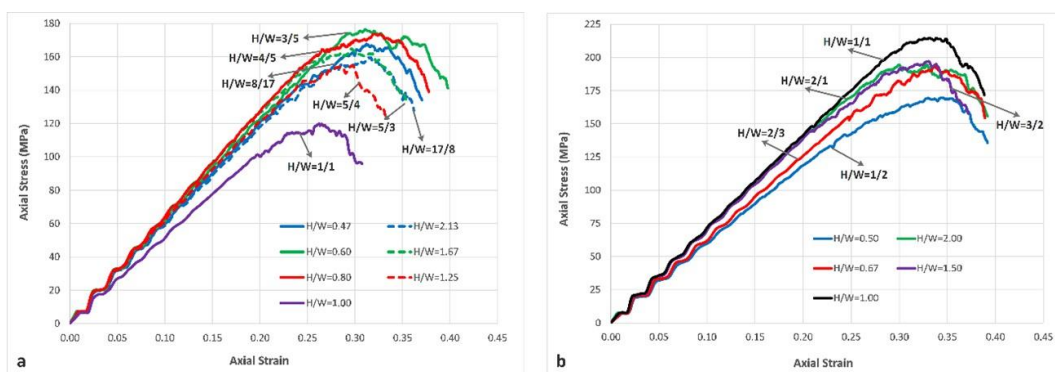 180
160
140
120
100
80
60
40
20
0
Axial Stress (MPa)
H/W=3/5
H/W=4/5
H/W=8/17
H/W=5/4
H/W=5/3
H/W=17/8
H/W=1/1
H/W=0.47
H/W=2.13
H/W=0.60
H/W=1.67
H/W=0.80
H/W=1.25
H/W=1.00
0.00 0.05 0.10 0.15 0.20 0.25 0.30 0.35 0.40 0.45
Axial Strain
a
225
200
175
150
125
100
75
50
25
0
Axial Stress (MPa)
H/W=1/1
H/W=2/1
H/W=2/3
H/W=1/2
H/W=3/2
H/W=0.50
H/W=2.00
H/W=0.67
H/W=1.50
H/W=1.00
0.00 0.05 0.10 0.15 0.20 0.25 0.30 0.35 0.40 0.45
Axial Strain
b